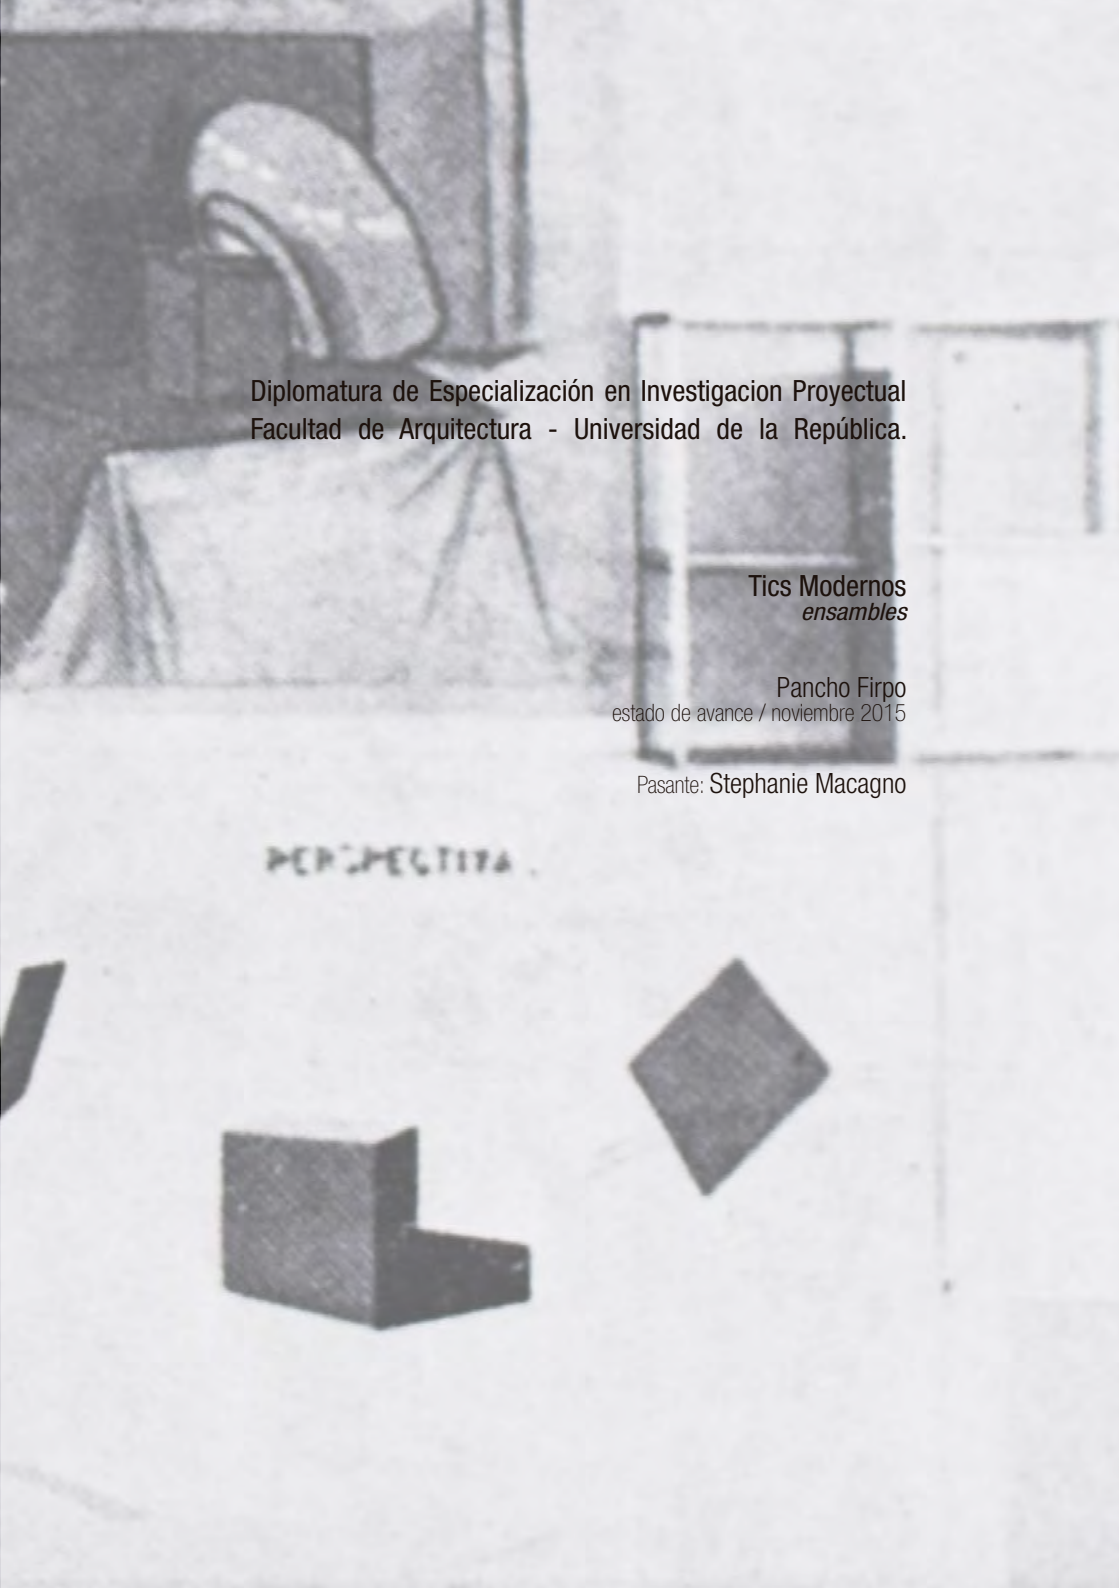 Diplomatura de Especialización en Investigacion Proyectual
Facultad de Arquitectura - Universidad de la República.
Tics Modernos
ensambles
Pancho Firpo
estado de avance / noviembre 2015
Pasante: Stephanie Macagno
PERSPECTIVA.